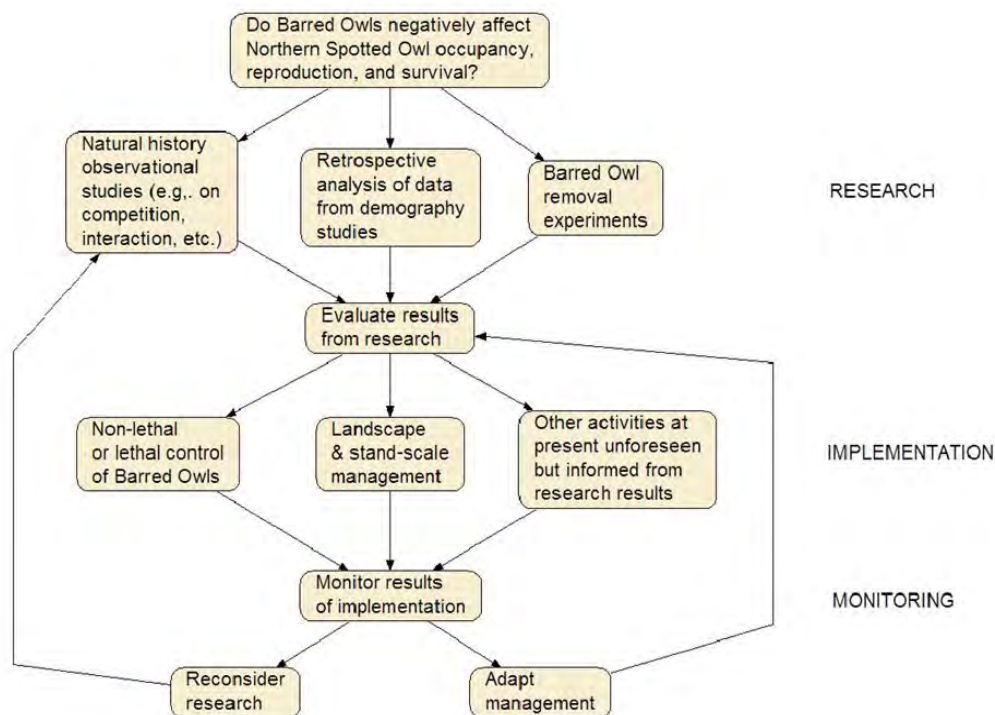 Do Barred Owls negatively affect
Northern Spotted Owl occupancy,
reproduction, and survival?
Natural history
observational
studies (e.g,. on
competition,
interaction, etc.)
Retrospective
analysis of data
from demography
studies
Barred Owl
removal
experiments
RESEARCH
Evaluate results
from research
Non-lethal
or lethal control
of Barred Owls
Landscape
& stand-scale
management
Other activities at
present unforeseen
but informed from
research results
IMPLEMENTATION
Monitor results
of implementation
MONITORING
Reconsider
research
Adapt
management